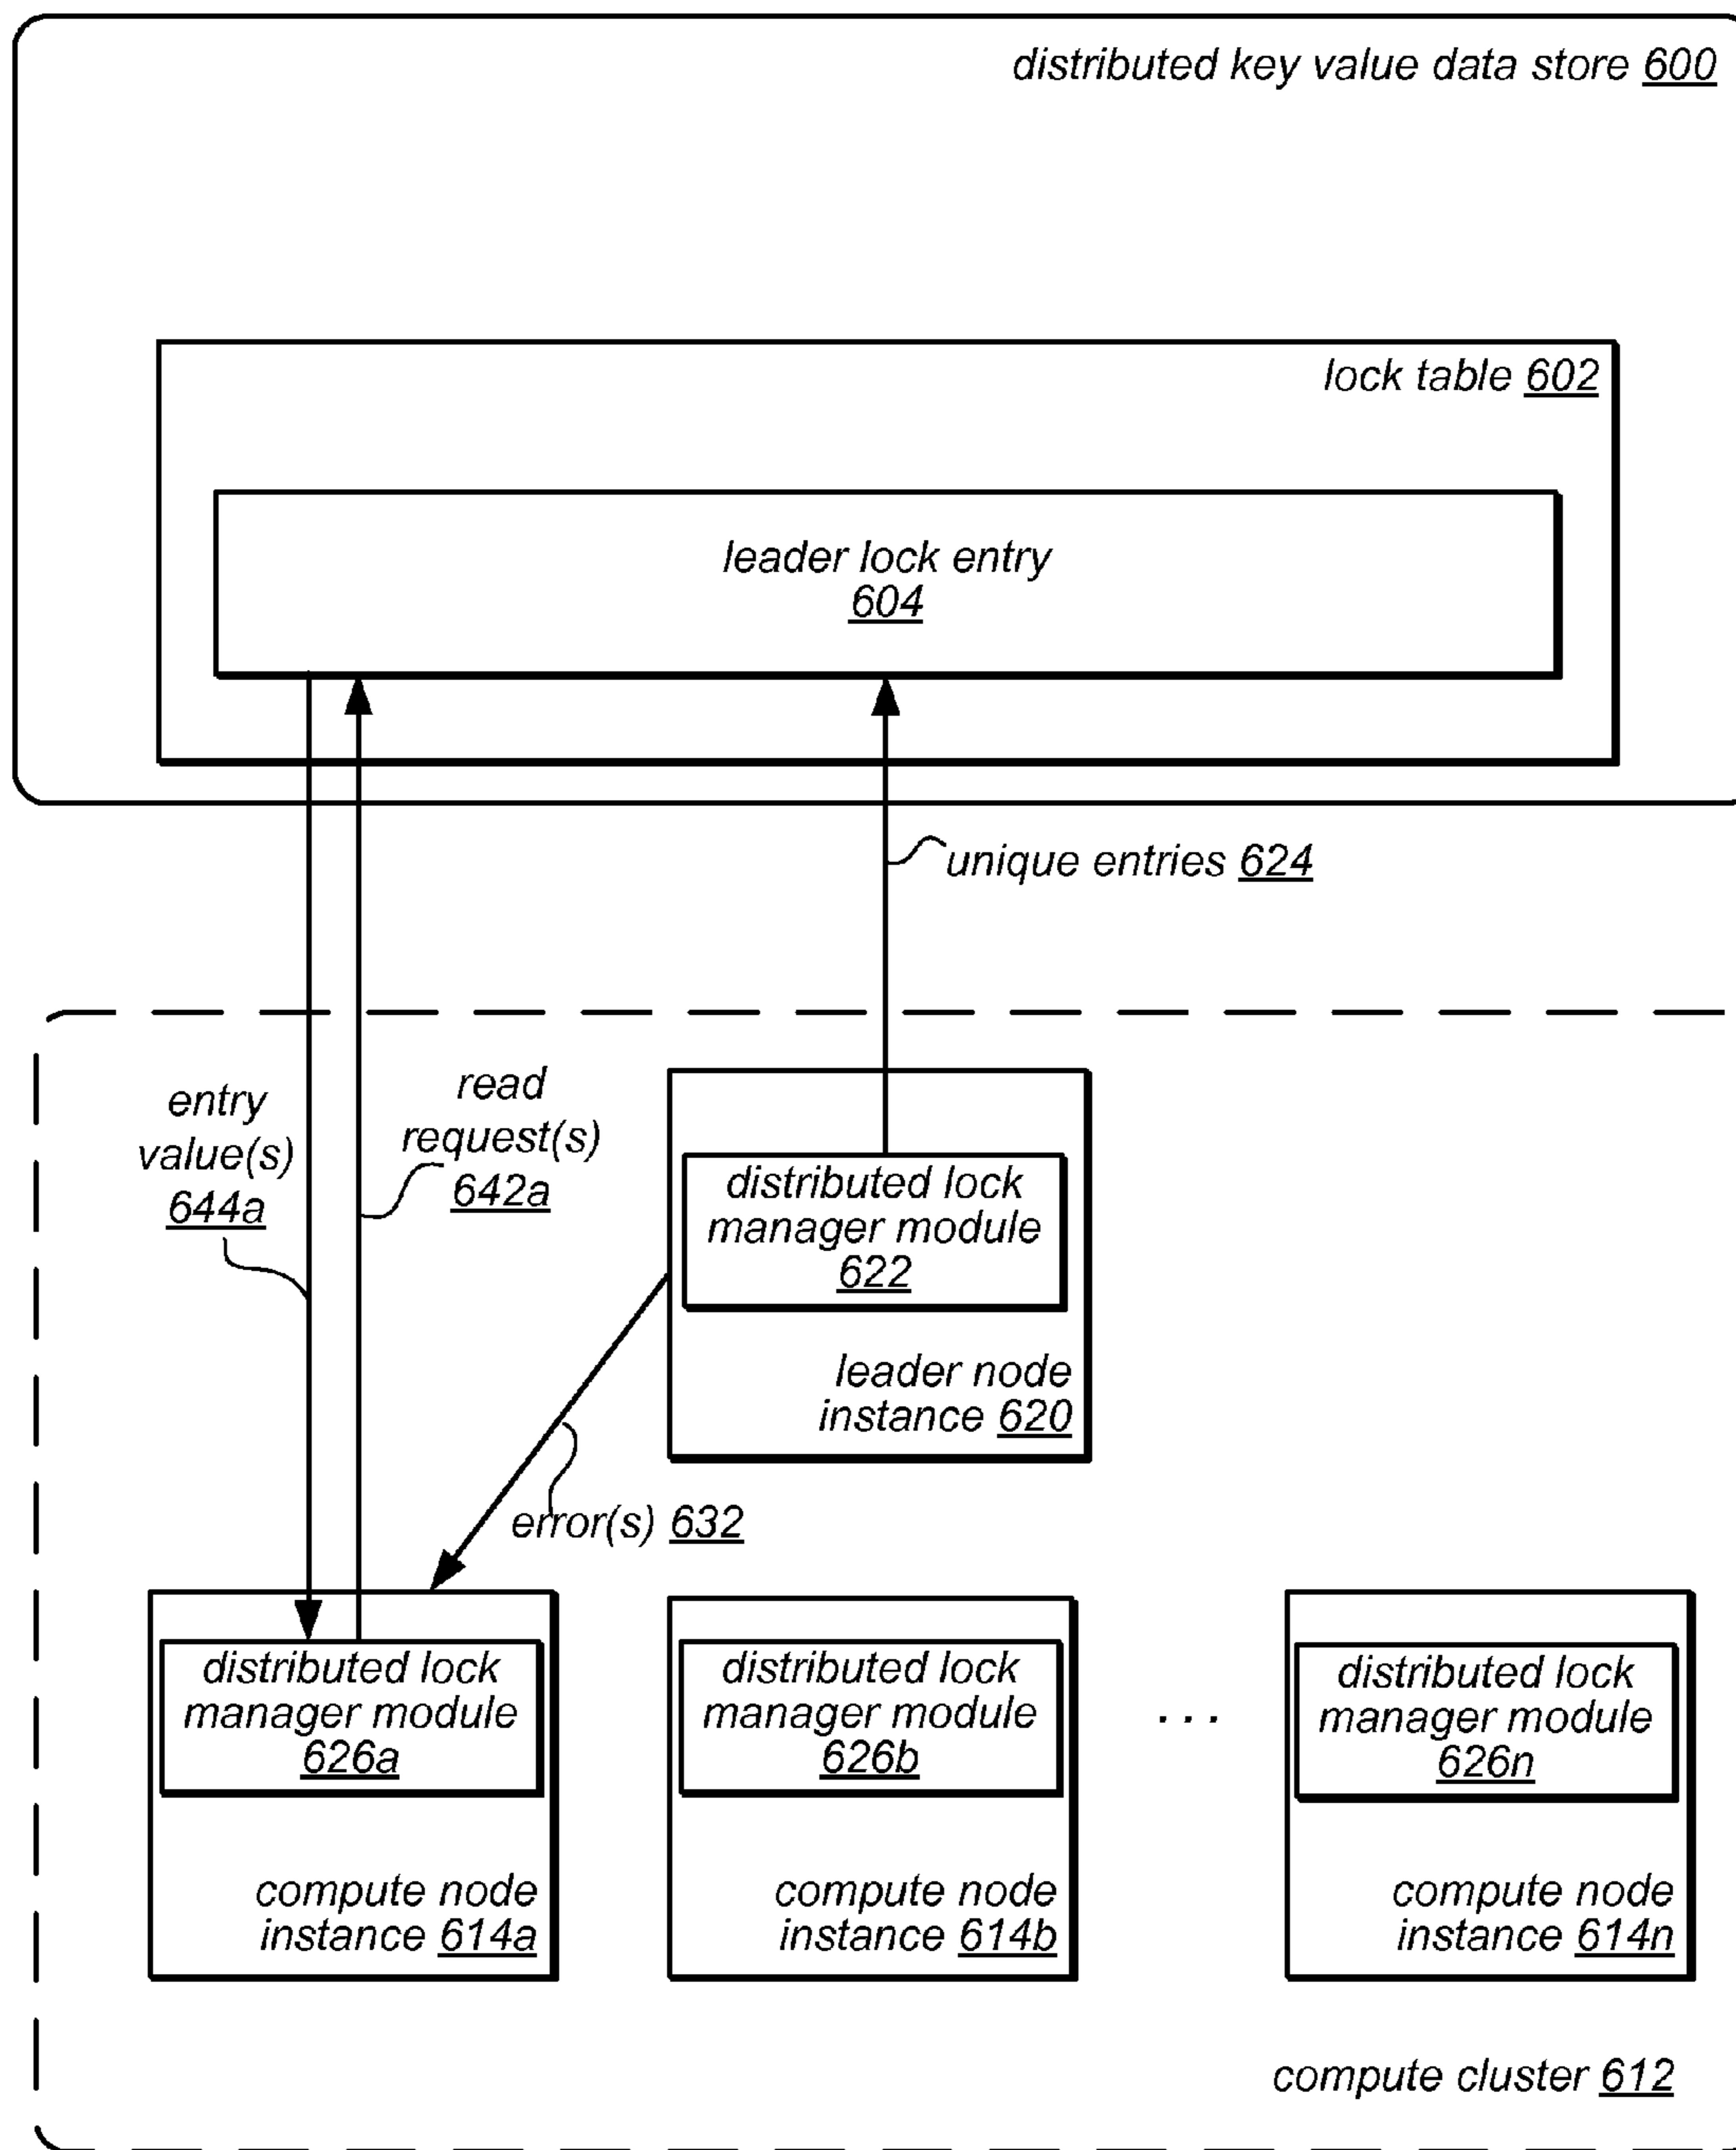 distributed key value data store 600
lock table 602
leader lock entry
604
unique entries 624
entry
value(s)
644a
read
request(s)
642a
distributed lock
manager module
622
leader node
instance 620
error(s) 632
distributed lock
manager module
626a
compute node
instance 614a
distributed lock
manager module
626b
compute node
instance 614b
. . .
distributed lock
manager module
626n
compute node
instance 614n
compute cluster 612